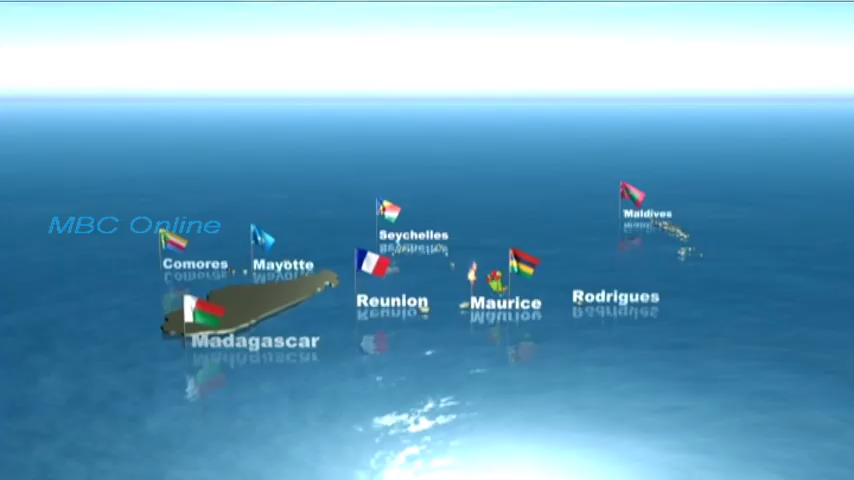 Maldives
MBC Online
Seychelles
Comores
Mayotte
Reunion
Maurice
Rodrigues
Madagascar